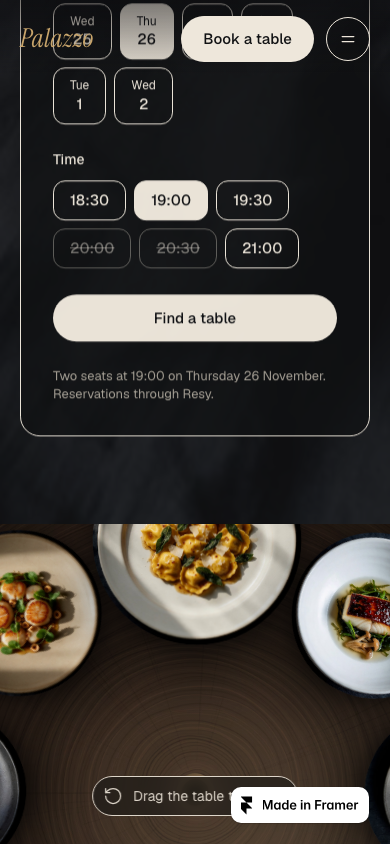 Palazzo
Book a table
Wed
25
Thu
26
Tue
1
Wed
2
Time
18:30
19:00
19:30
20:00
20:30
21:00
Find a table
Two seats at 19:00 on Thursday 26 November.
Reservations through Resy.
Drag the table
Made in Framer